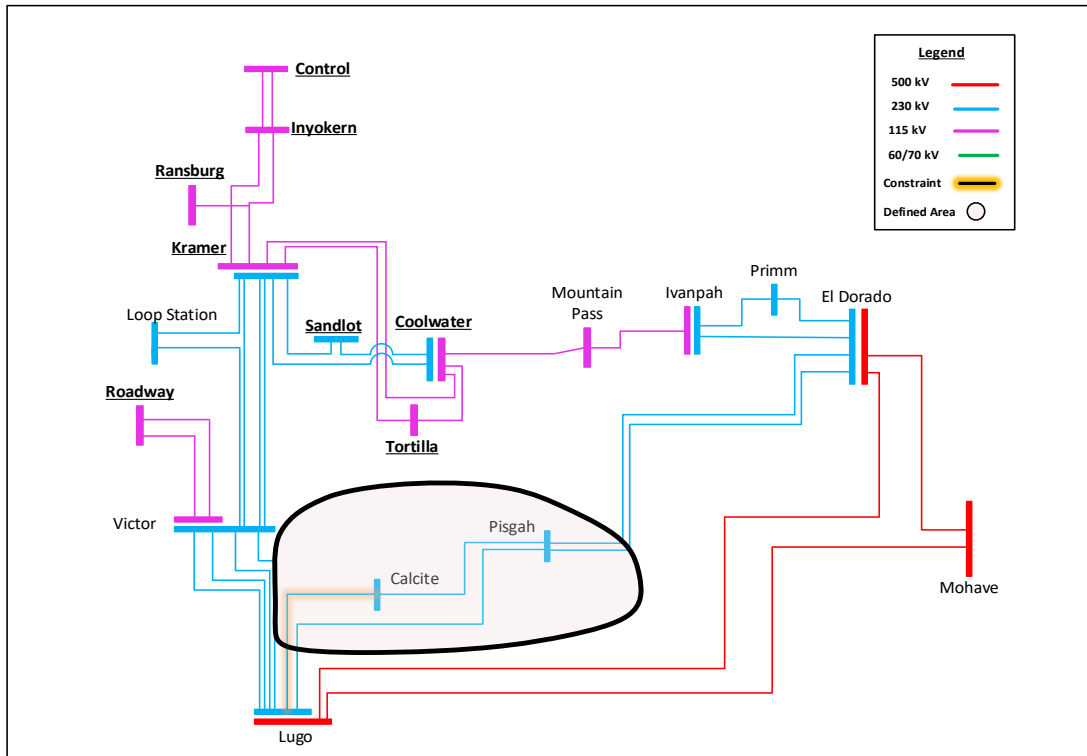 Legend
500 kV
230 kV
115 kV
60/70 kV
Constraint
Defined Area
Control
Inyokern
Ransburg
Kramer
Loop Station
Sandlot
Coolwater
Mountain
Pass
Ivanpah
Primm
El Dorado
Roadway
Tortilla
Victor
Pisgah
Calcite
Mohave
Lugo